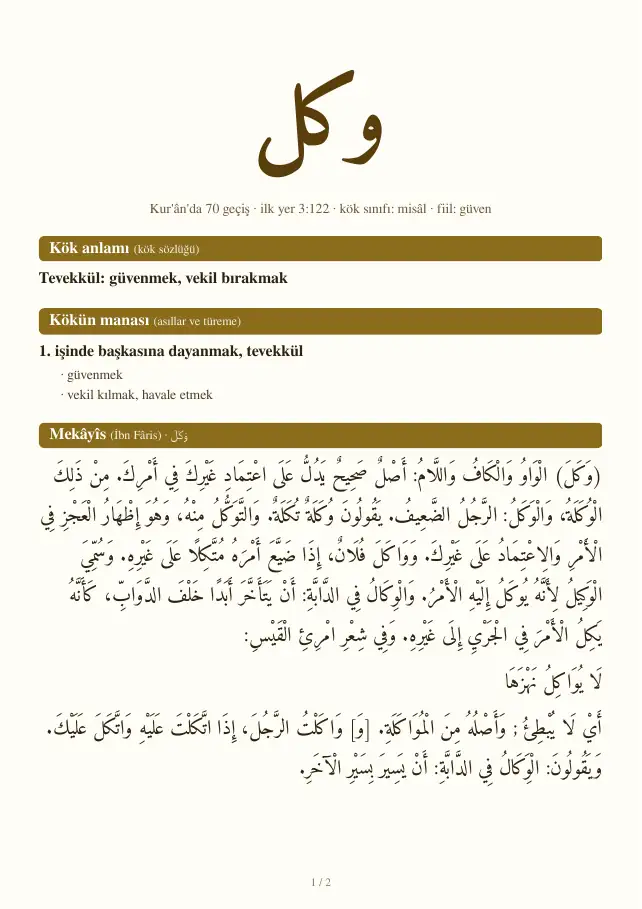 وكل
Kur'ân'da 70 geçiş · ilk yer 3:122 · kök sınıfı: misâl · fiil: güven
Kök anlamı (kök sözlüğü)
Tevekkül: güvenmek, vekil bırakmak
Kökün manası (asıllar ve türeme)
1. işinde başkasına dayanmak, tevekkül
· güvenmek
· vekil kılmak, havale etmek
Mekâyîs (İbn Fâris) · وَكَلَ
(وَكَلَ) الْوَاوُ وَالْكَافُ وَاللَّامُ: أَصْلٌ صَحِيحٌ يَدُلُّ عَلَى اعْتِمَادِ غَيْرِكَ فِي أَمْرِكَ. مِنْ ذَلِكَ
الْوُكَلَةُ، وَالْوَكَلُ: الرَّجُلُ الضَّعِيفُ. يَقُولُونَ وُكَلَةٌ تُكَلَةٌ. وَالتَّوَكُّلُ مِنْهُ، وَهُوَ إِظْهَارُ الْعَجْزِ فِي
الْأَمْرِ وَالِاعْتِمَادُ عَلَى غَيْرِكَ. وَوَاكَلَ فُلَانٌ، إِذَا ضَيَّعَ أَمْرَهُ مُتَّكِلًا عَلَى غَيْرِهِ. وَسُمِّيَ
الْوَكِيلُ لِأَنَّهُ يُوكَلُ إِلَيْهِ الْأَمْرُ. وَالْوِكَالُ فِي الدَّابَّةِ: أَنْ يَتَأَخَّرَ أَبَدًا خَلْفَ الدَّوَابِّ، كَأَنَّهُ
يَكِلُ الْأَمْرَ فِي الْجَرْيِ إِلَى غَيْرِهِ. وَفِي شِعْرِ امْرِئِ الْقَيْسِ:
لَا يُوَاكِلُ نَهْزَهَا
أَيْ لَا يُبْطِئُ ; وَأَصْلُهُ مِنَ الْمُوَاكَلَةِ. [وَ] وَاكَلْتُ الرَّجُلَ، إِذَا اتَّكَلْتَ عَلَيْهِ وَاتَّكَلَ عَلَيْكَ.
وَيَقُولُونَ: الْوَِكَالُ فِي الدَّابَّةِ: أَنْ يَسِيرَ بِسَيْرِ الْآخَرِ.
1 / 2